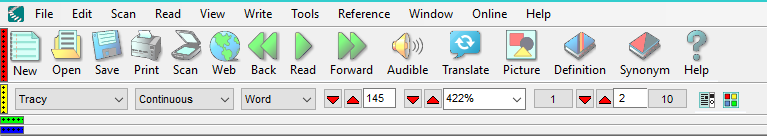 File Edit Scan Read View Write Tools Reference Window Online Help
New Open Save Print Scan Web Back Read Forward Audible Translate Picture Definition Synonym Help
Tracy Continuous Word 145 422% 1 2 10